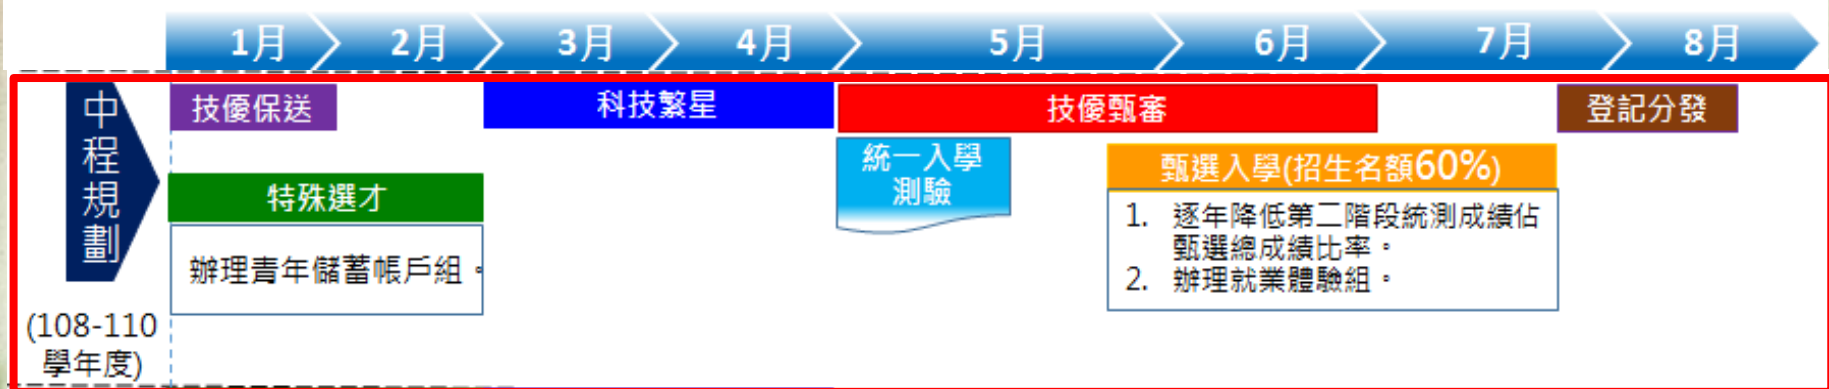 1月 2月 3月 4月 5月 6月 7月 8月
中程規劃
(108-110
學年度)
技優保送
科技繁星
技優甄審
登記分發
特殊選才
辦理青年儲蓄帳戶組。
統一入學
測驗
甄選入學(招生名額60%)
1. 逐年降低第二階段統測成績佔
甄選總成績比率。
2. 辦理就業體驗組。